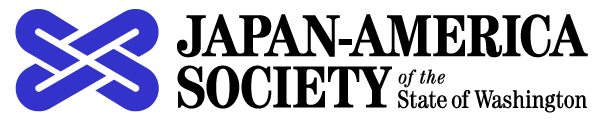 JAPAN-AMERICA
SOCIETY of the
State of Washington